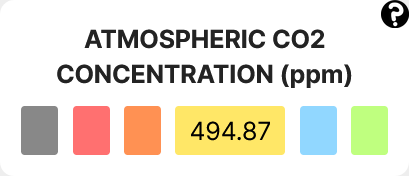 ?
ATMOSPHERIC CO2
CONCENTRATION (ppm)
494.87